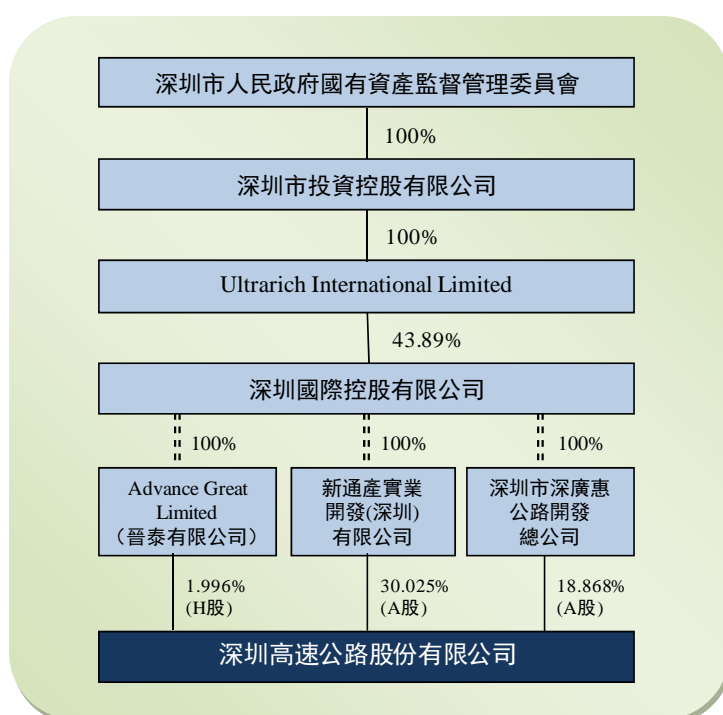 深圳市人民政府國有資產監督管理委員會
100%
深圳市投資控股有限公司
100%
Ultrarich International Limited
43.89%
深圳國際控股有限公司
100%
100%
100%
Advance Great
Limited
（晉泰有限公司）
新通產實業
開發(深圳)
有限公司
深圳市深廣惠
公路開發
總公司
1.996%
(H股)
30.025%
(A股)
18.868%
(A股)
深圳高速公路股份有限公司